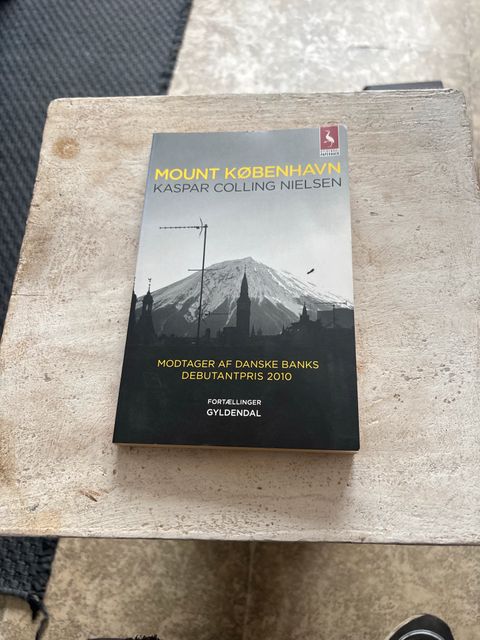 MOUNT KØBENHAVN
KASPAR COLLING NIELSEN
MODTAGER AF DANSKE BANKS
DEBUTANTPRIS 2010
FORTÆLLINGER
GYLDENDAL